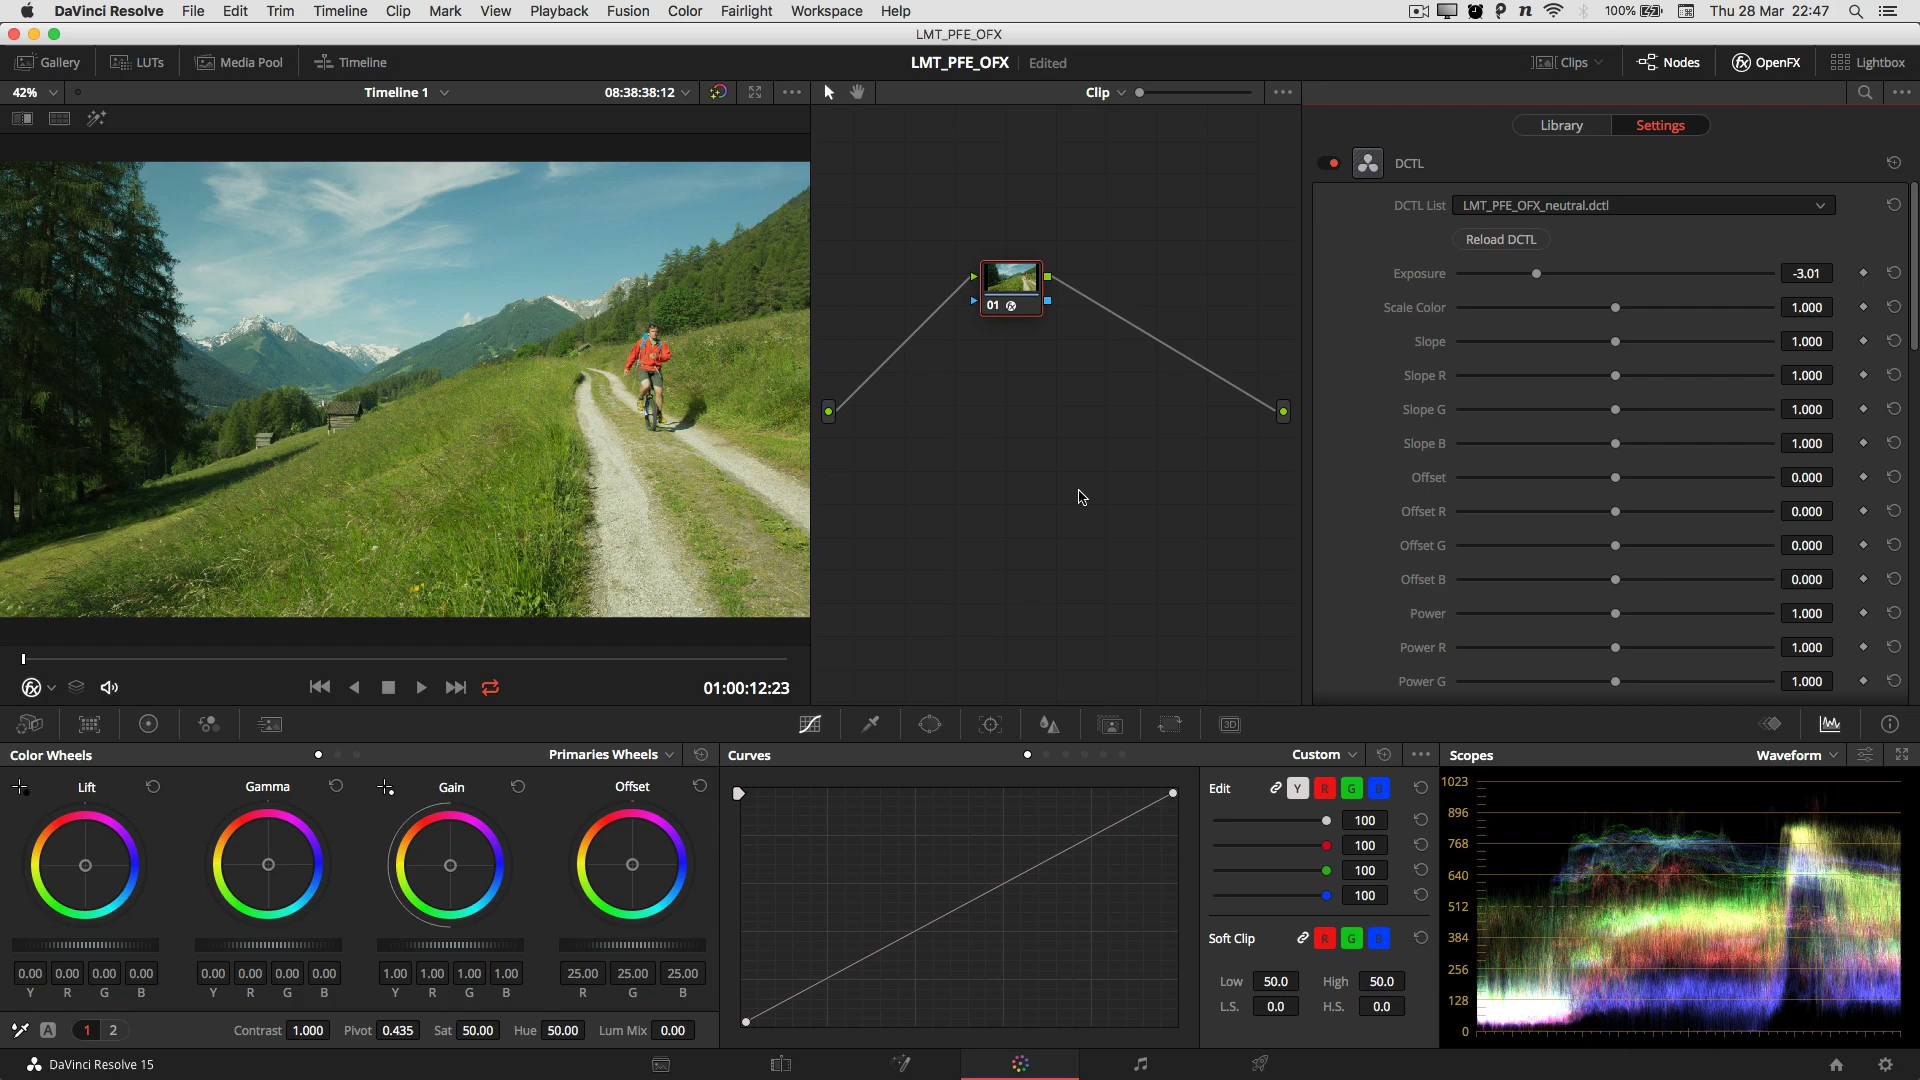 DaVinci Resolve File Edit Trim Timeline Clip Mark View Playback Fusion Color Fairlight Workspace Help 100% Thu 28 Mar 22:47
LMT_PFE_OFX
Gallery LUTs Media Pool Timeline LMT_PFE_OFX Edited Clips Nodes OpenFX Lightbox
42% Timeline 1 08:38:38:12 Clip
Library Settings
DCTL
DCTL List LMT_PFE_OFX_neutral.dctl
Reload DCTL
Exposure -3.01
Scale Color 1.000
Slope 1.000
Slope R 1.000
Slope G 1.000
Slope B 1.000
Offset 0.000
Offset R 0.000
Offset G 0.000
Offset B 0.000
Power 1.000
Power R 1.000
Power G 1.000
01
01:00:12:23
3D
Color Wheels Primaries Wheels
Lift Gamma Gain Offset
0.00 0.00 0.00 0.00 0.00 0.00 0.00 0.00 1.00 1.00 1.00 1.00 25.00 25.00 25.00
Y R G B Y R G B Y R G B R G B
A 1 2 Contrast 1.000 Pivot 0.435 Sat 50.00 Hue 50.00 Lum Mix 0.00
Curves Custom
Edit Y R G B
100
100
100
100
Soft Clip R G B
Low 50.0 High 50.0
L.S. 0.0 H.S. 0.0
Scopes Waveform
1023
896
768
640
512
384
256
128
0
DaVinci Resolve 15